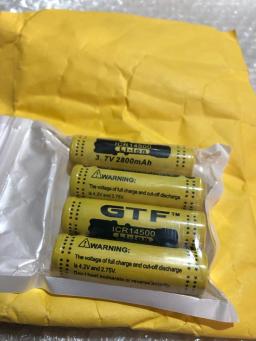 ICR14500
Li-ion
3.7V 2800mAh
WARNING:
The voltage of full charge and cut-off discharge
is 4.2V and 2.75V.
GTF™
ICR14500
WARNING:
The voltage of full charge and cut-off discharge
is 4.2V and 2.75V.